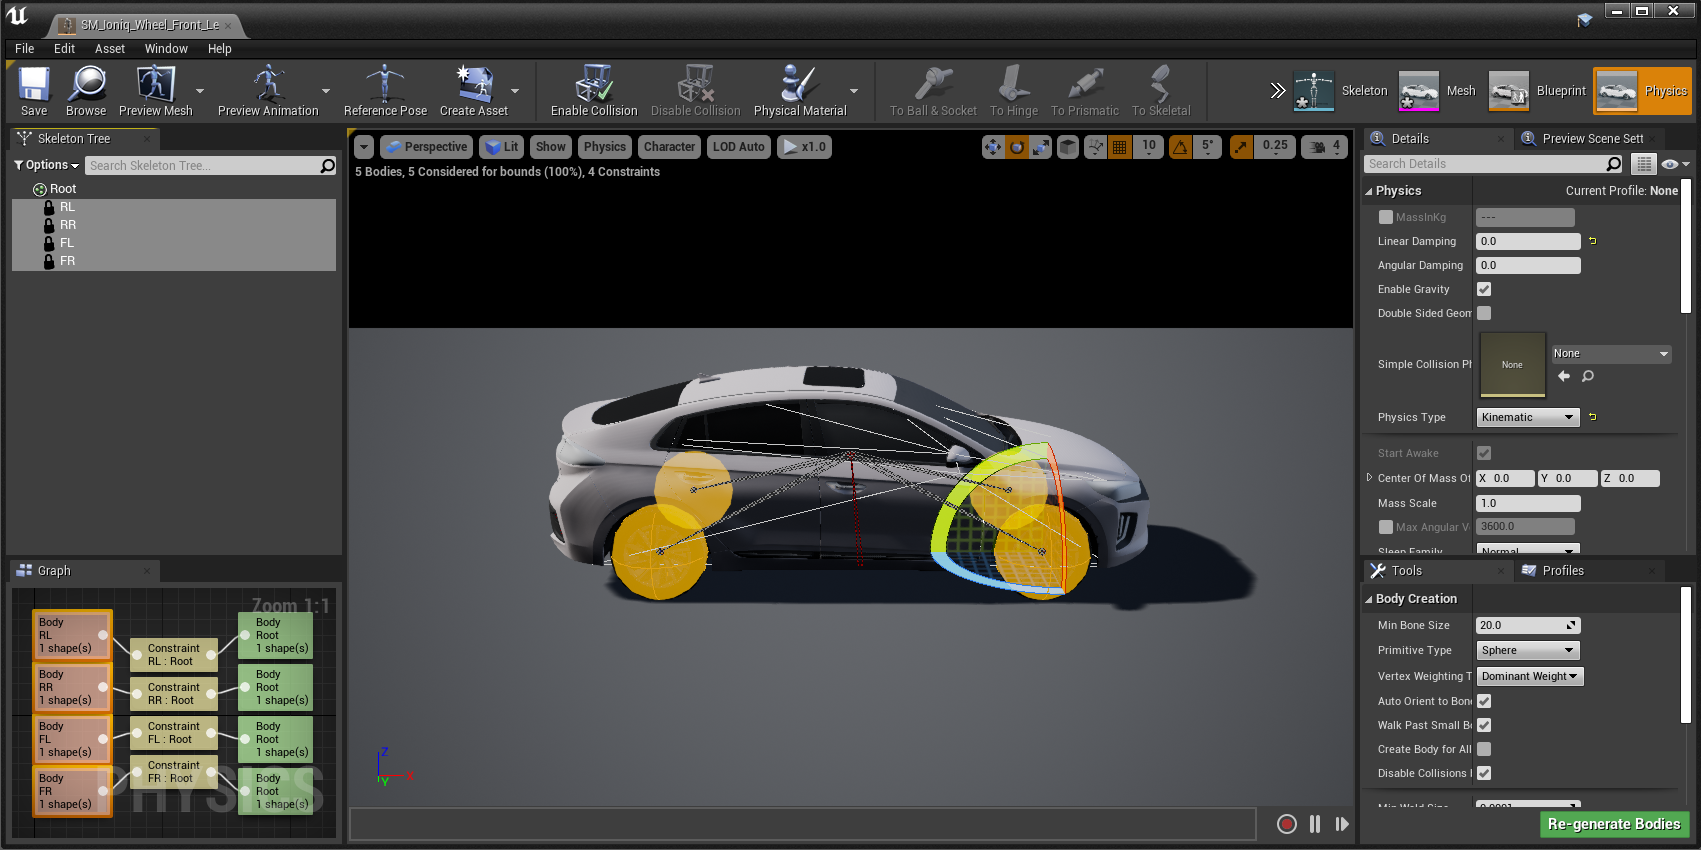 SM_Ioniq_Wheel_Front_Le
File Edit Asset Window Help
Save Browse Preview Mesh Preview Animation Reference Pose Create Asset Enable Collision Disable Collision Physical Material To Ball & Socket To Hinge To Prismatic To Skeletal
Skeleton Mesh Blueprint Physics
Skeleton Tree
Options Search Skeleton Tree...
Root
RL
RR
FL
FR
Perspective Lit Show Physics Character LOD Auto x1.0 10 5° 0.25 4
5 Bodies, 5 Considered for bounds (100%), 4 Constraints
Z
Y
X
Details Preview Scene Sett
Search Details
Physics Current Profile: None
MassInKg ---
Linear Damping 0.0
Angular Damping 0.0
Enable Gravity
Double Sided Geom
Simple Collision Pl None None
Physics Type Kinematic
Start Awake
Center Of Mass Of X 0.0 Y 0.0 Z 0.0
Mass Scale 1.0
Max Angular V 3600.0
Sleep Family Normal
Graph
Zoom 1:1
Body
RL
1 shape(s)
Constraint
RL : Root
Body
Root
1 shape(s)
Body
RR
1 shape(s)
Constraint
RR : Root
Body
Root
1 shape(s)
Body
FL
1 shape(s)
Constraint
FL : Root
Body
Root
1 shape(s)
Body
FR
1 shape(s)
Constraint
FR : Root
Body
Root
1 shape(s)
PHYSICS
Tools Profiles
Body Creation
Min Bone Size 20.0
Primitive Type Sphere
Vertex Weighting T Dominant Weight
Auto Orient to Bone
Walk Past Small Bo
Create Body for All
Disable Collisions
Min Weld Size 0.0001
Re-generate Bodies